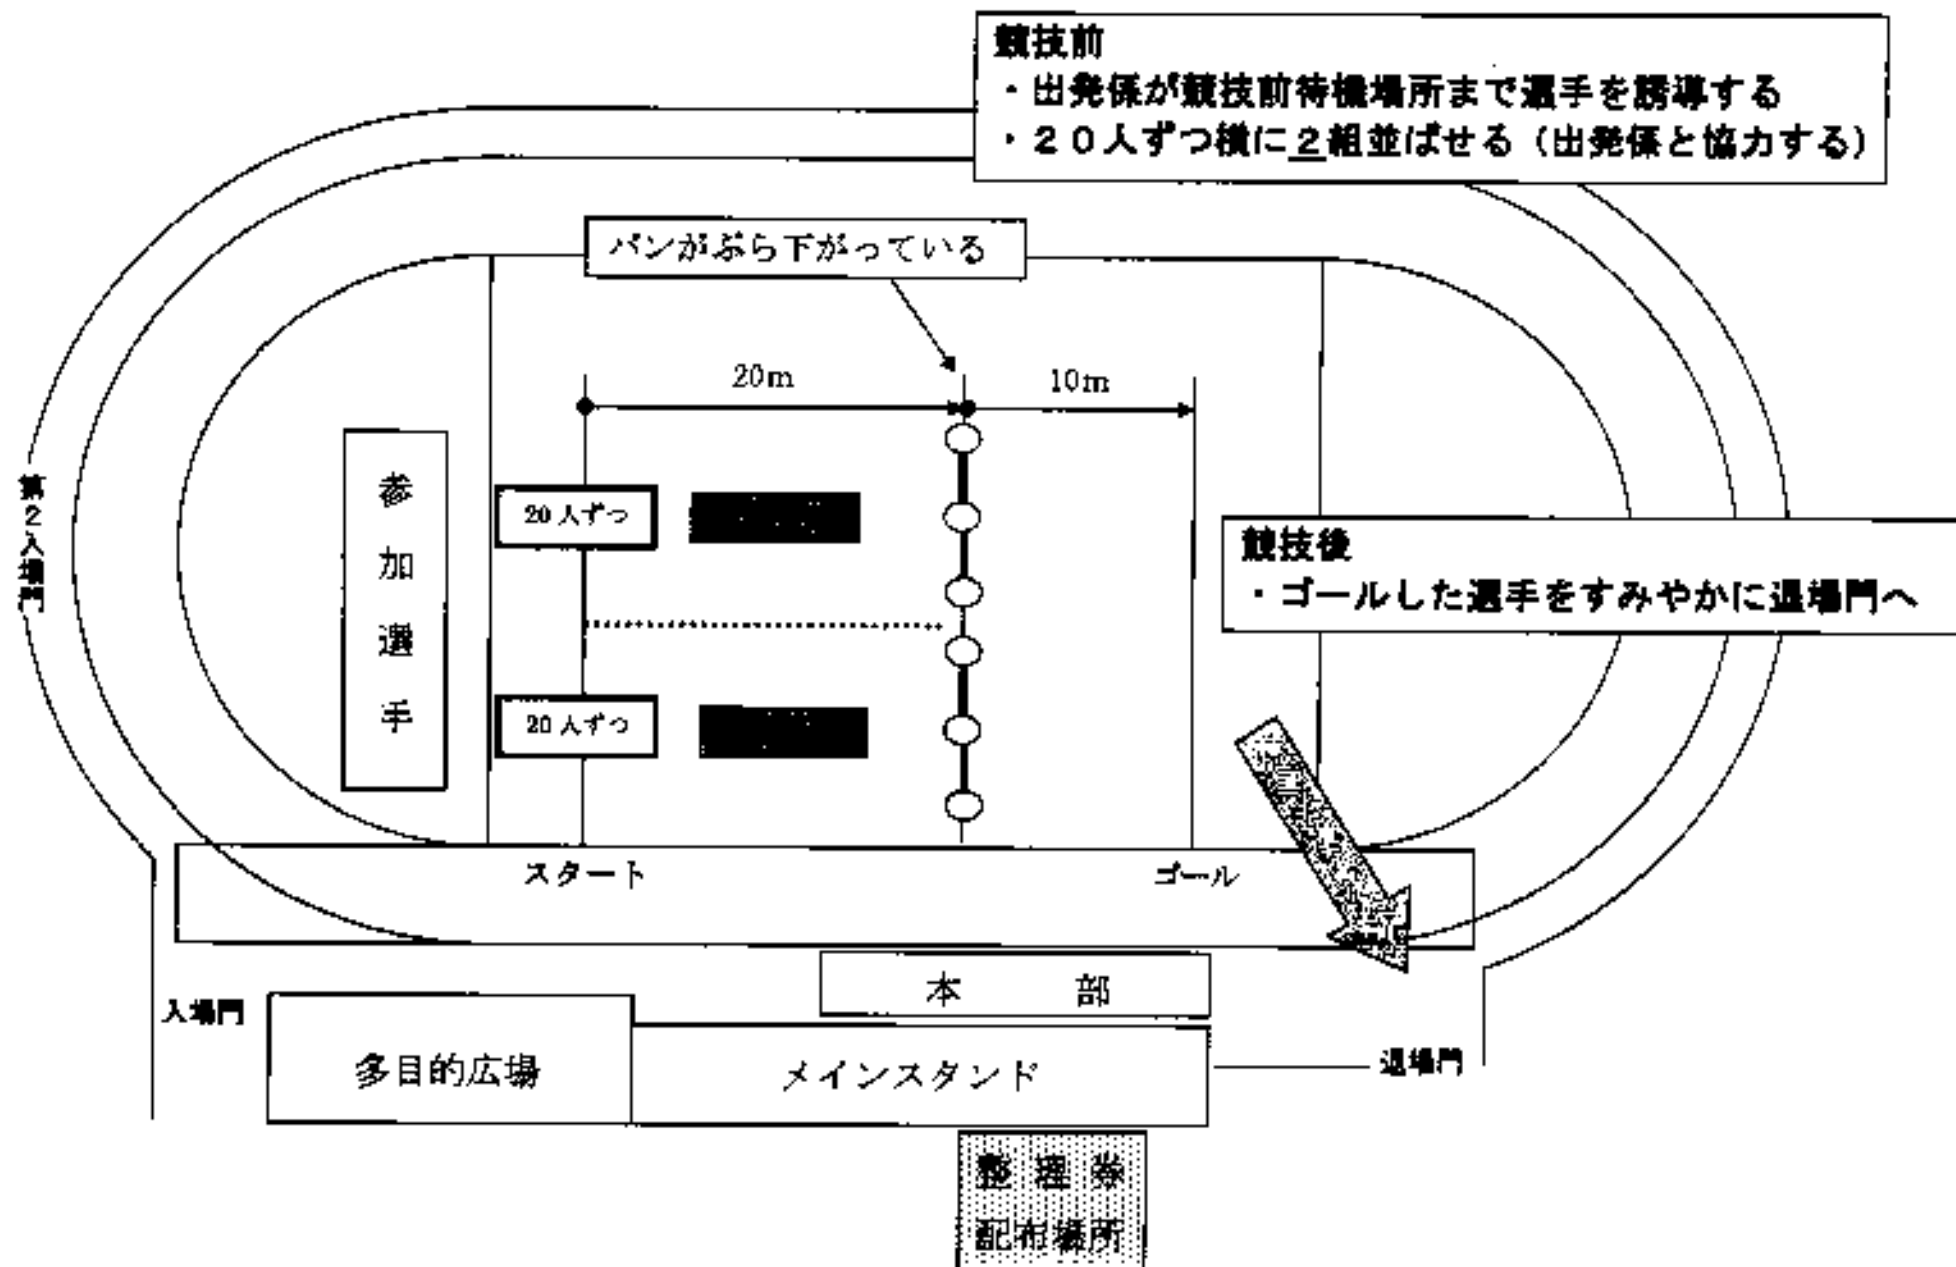 競技前
・出発係が競技前待機場所まで選手を誘導する
・20人ずつ横に2組並ばせる（出発係と協力する）
パンがぶら下がっている
20m
10m
参加選手
第2入場門
20人ずつ
20人ずつ
競技後
・ゴールした選手をすみやかに退場門へ
スタート
ゴール
本部
入場門
多目的広場
メインスタンド
退場門
整理券
配布場所